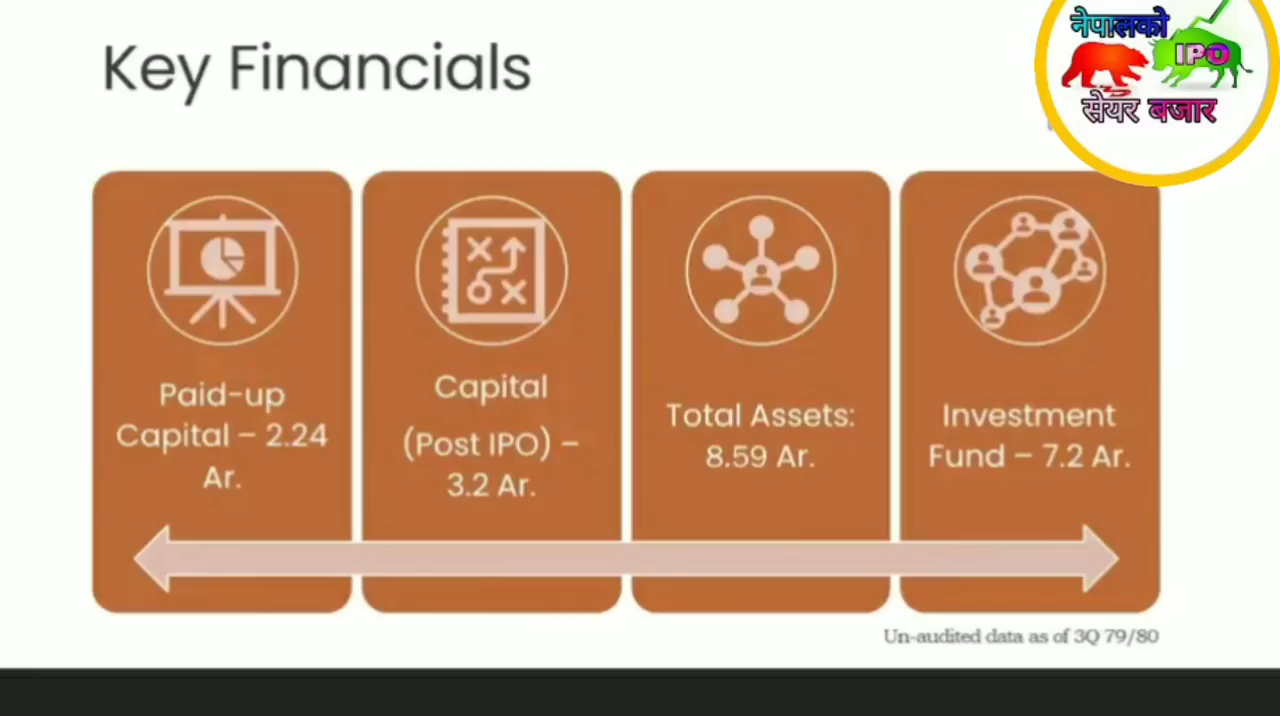 Key Financials
नेपालको
IPO
सेयर बजार
Paid-up
Capital – 2.24
Ar.
Capital
(Post IPO) –
3.2 Ar.
Total Assets:
8.59 Ar.
Investment
Fund – 7.2 Ar.
Un-audited data as of 3Q 79/80